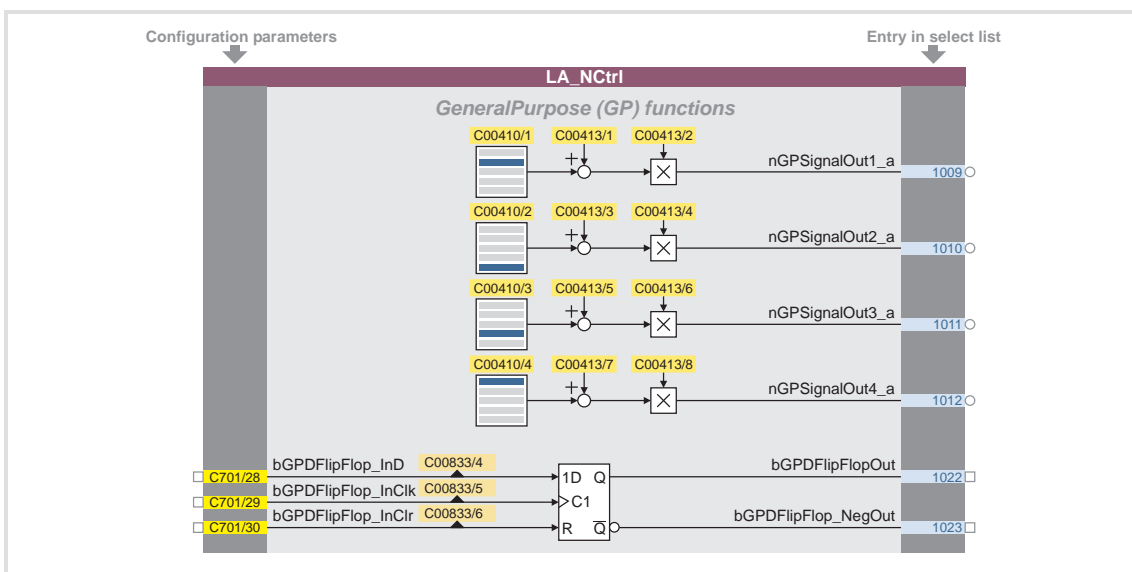 Configuration parameters Entry in select list
LA_NCtrl
GeneralPurpose (GP) functions
C00410/1 C00413/1 C00413/2
+ × nGPSignalOut1_a 1009
C00410/2 C00413/3 C00413/4
+ × nGPSignalOut2_a 1010
C00410/3 C00413/5 C00413/6
+ × nGPSignalOut3_a 1011
C00410/4 C00413/7 C00413/8
+ × nGPSignalOut4_a 1012
bGPDFlipFlop_InD C00833/4 bGPDFlipFlopOut
C701/28 1D Q 1022
bGPDFlipFlop_InClk C00833/5
C701/29 C1
bGPDFlipFlop_InClr C00833/6 bGPDFlipFlop_NegOut
C701/30 R Q̅ 1023